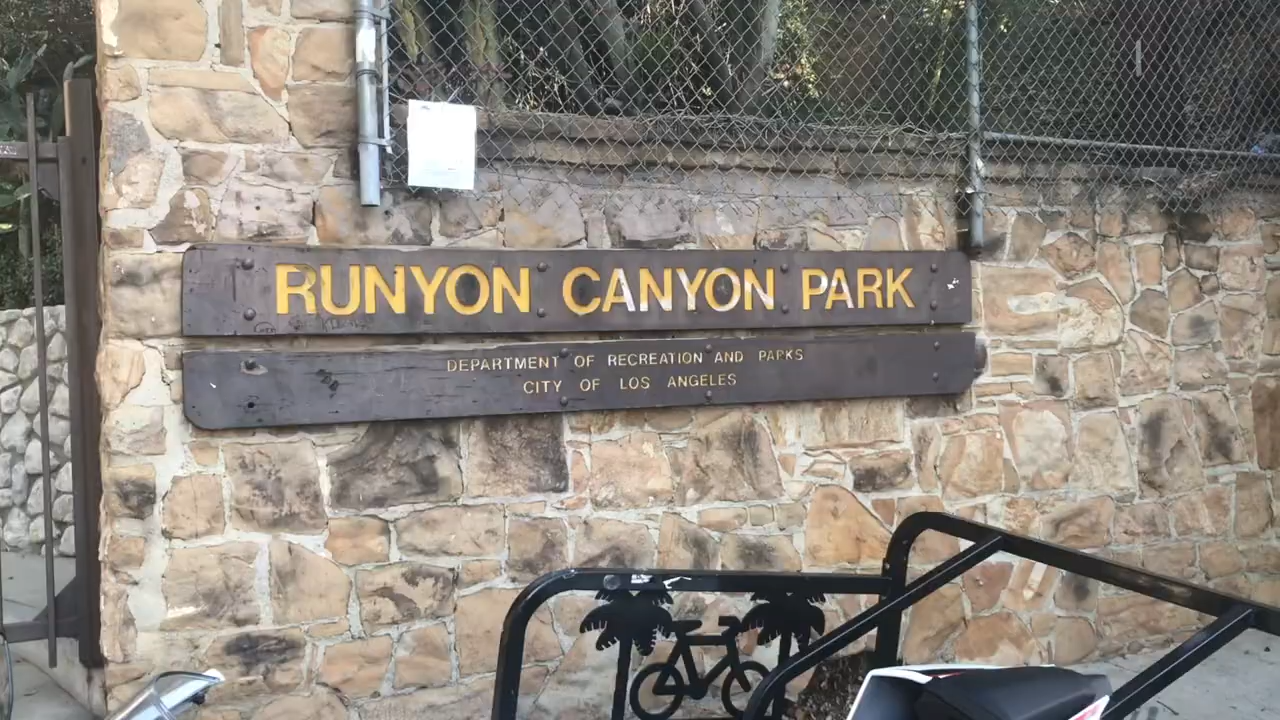 RUNYON CANYON PARK
DEPARTMENT OF RECREATION AND PARKS
CITY OF LOS ANGELES